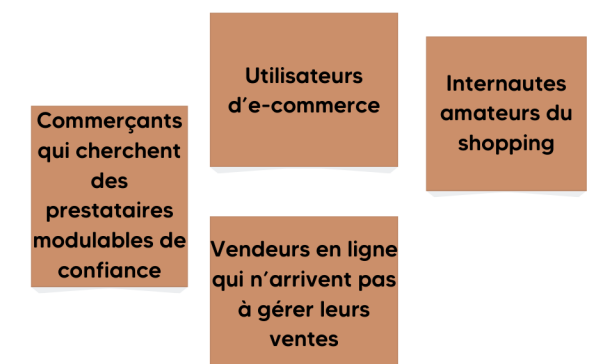 Utilisateurs
d'e-commerce
Internautes
amateurs du
shopping
Commerçants
qui cherchent
des
prestataires
modulables de
confiance
Vendeurs en ligne
qui n'arrivent pas
à gérer leurs
ventes